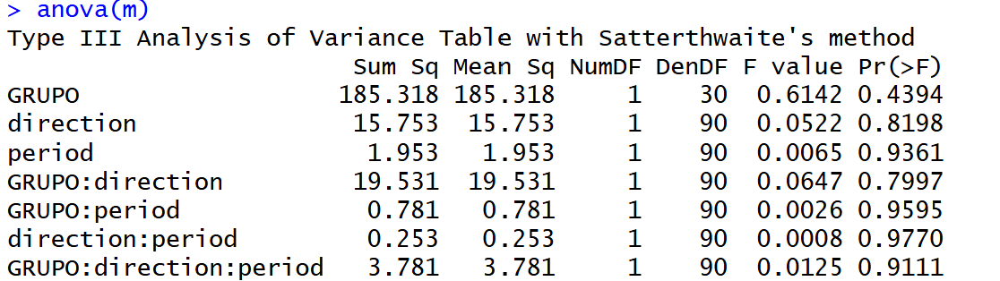 > anova(m)
Type III Analysis of Variance Table with Satterthwaite's method
Sum Sq Mean Sq NumDF DenDF F value Pr(>F)
GRUPO 185.318 185.318 1 30 0.6142 0.4394
direction 15.753 15.753 1 90 0.0522 0.8198
period 1.953 1.953 1 90 0.0065 0.9361
GRUPO:direction 19.531 19.531 1 90 0.0647 0.7997
GRUPO:period 0.781 0.781 1 90 0.0026 0.9595
direction:period 0.253 0.253 1 90 0.0008 0.9770
GRUPO:direction:period 3.781 3.781 1 90 0.0125 0.9111